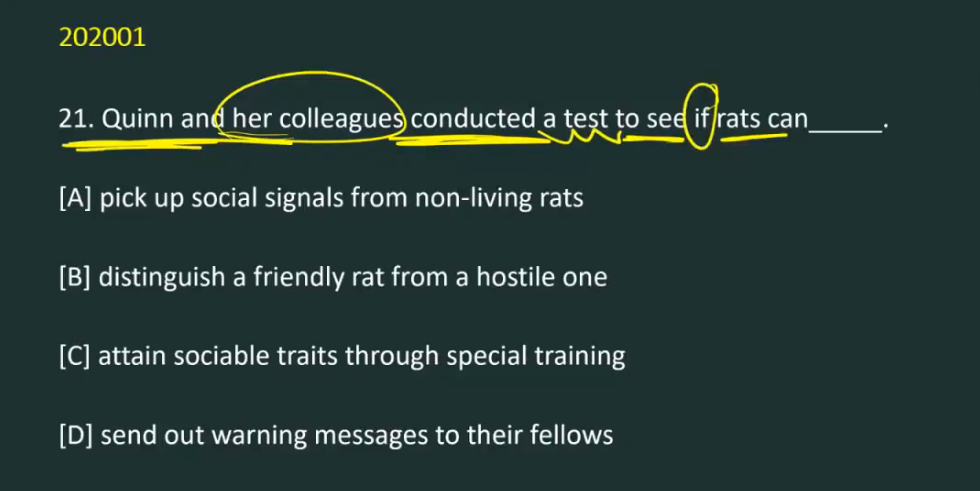 202001
21. Quinn and her colleagues conducted a test to see if rats can______.
[A] pick up social signals from non-living rats
[B] distinguish a friendly rat from a hostile one
[C] attain sociable traits through special training
[D] send out warning messages to their fellows